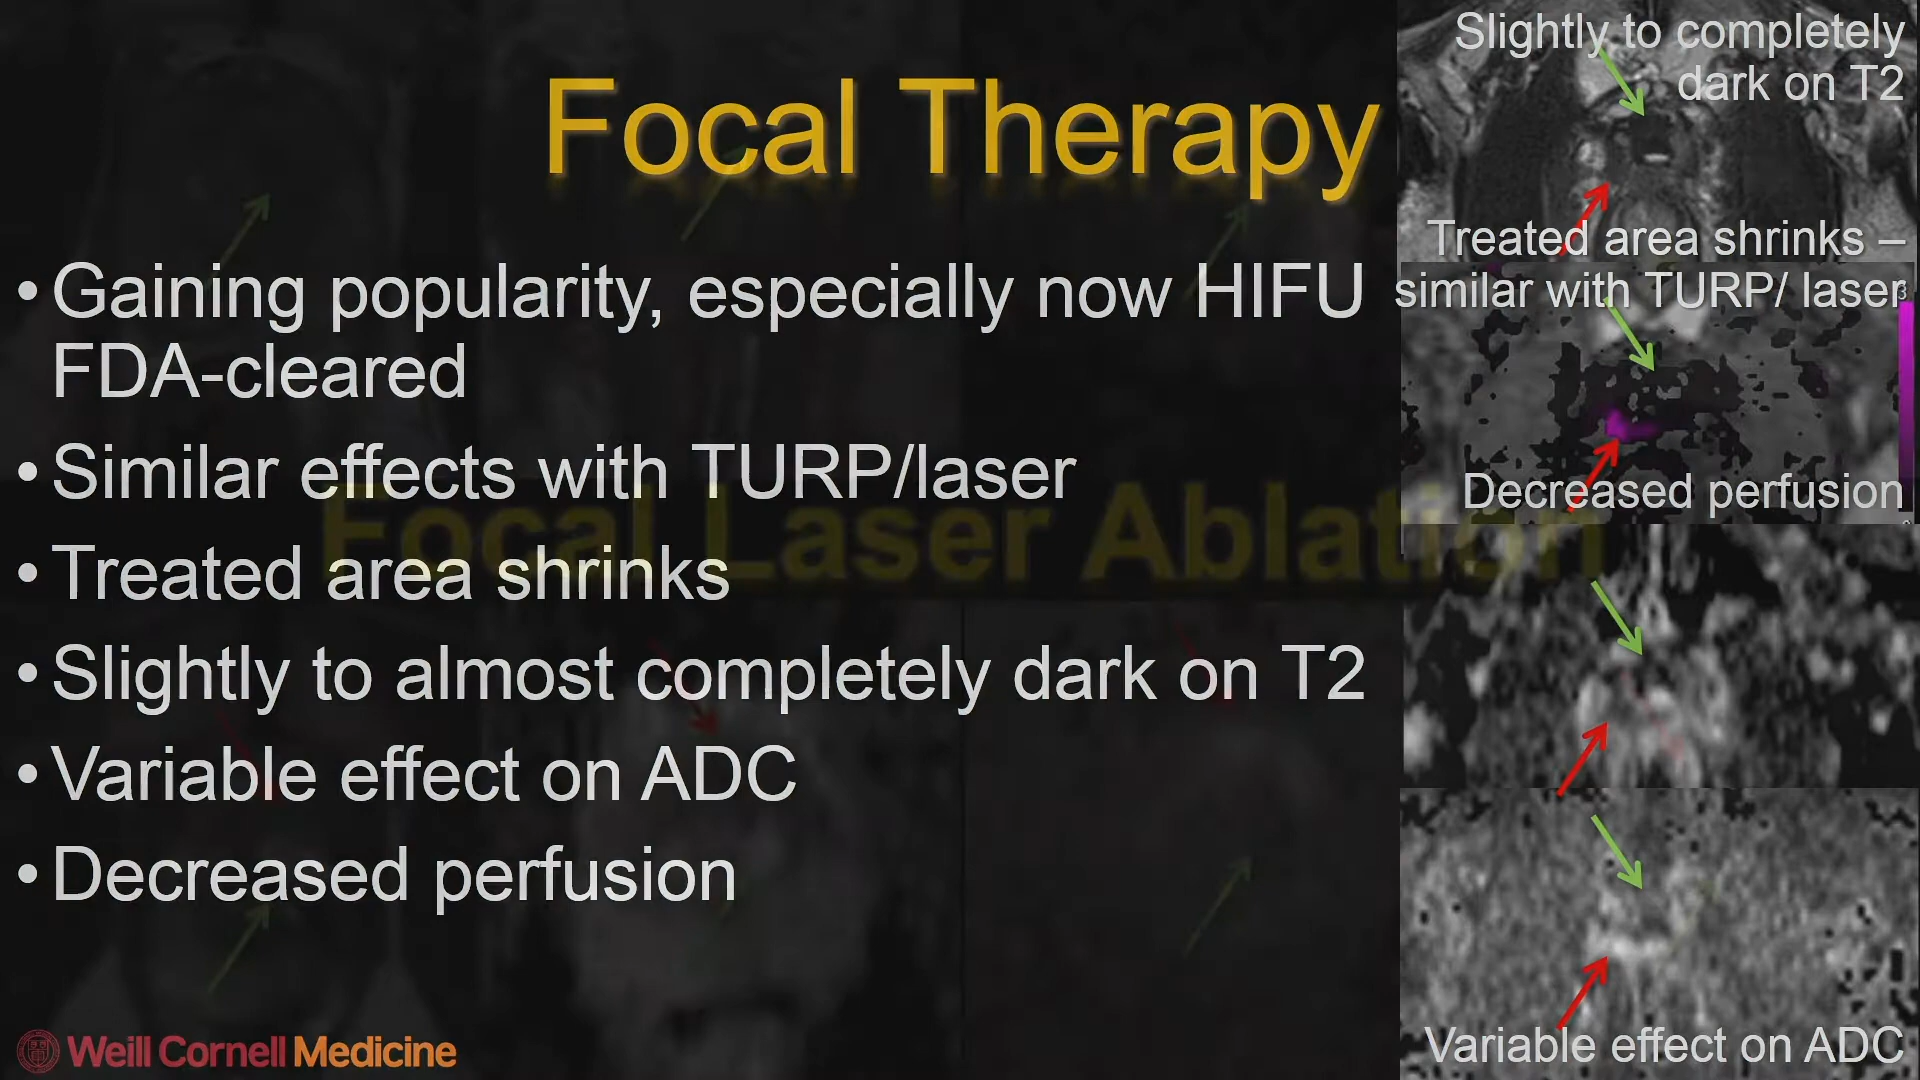 Focal Therapy
• Gaining popularity, especially now HIFU
FDA-cleared
• Similar effects with TURP/laser
Focal Laser Ablation
• Treated area shrinks
• Slightly to almost completely dark on T2
• Variable effect on ADC
• Decreased perfusion
Weill Cornell Medicine
Slightly to completely
dark on T2
Treated area shrinks –
similar with TURP/ laser
Decreased perfusion
Variable effect on ADC